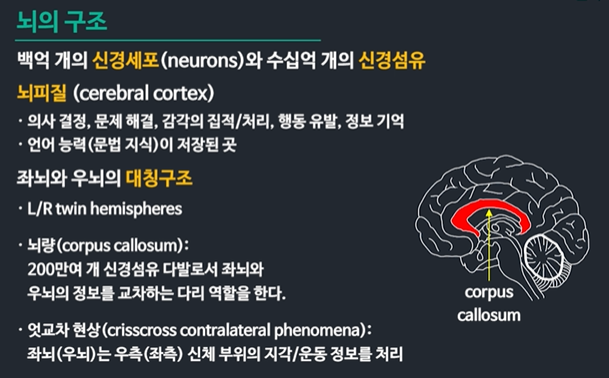 뇌의 구조
백억 개의 신경세포(neurons)와 수십억 개의 신경섬유
뇌피질 (cerebral cortex)
· 의사 결정, 문제 해결, 감각의 집적/처리, 행동 유발, 정보 기억
· 언어 능력(문법 지식)이 저장된 곳
좌뇌와 우뇌의 대칭구조
· L/R twin hemispheres
· 뇌량(corpus callosum):
200만여 개 신경섬유 다발로서 좌뇌와
우뇌의 정보를 교차하는 다리 역할을 한다.
· 엇교차 현상(crisscross contralateral phenomena):
좌뇌(우뇌)는 우측(좌측) 신체 부위의 지각/운동 정보를 처리
corpus
callosum